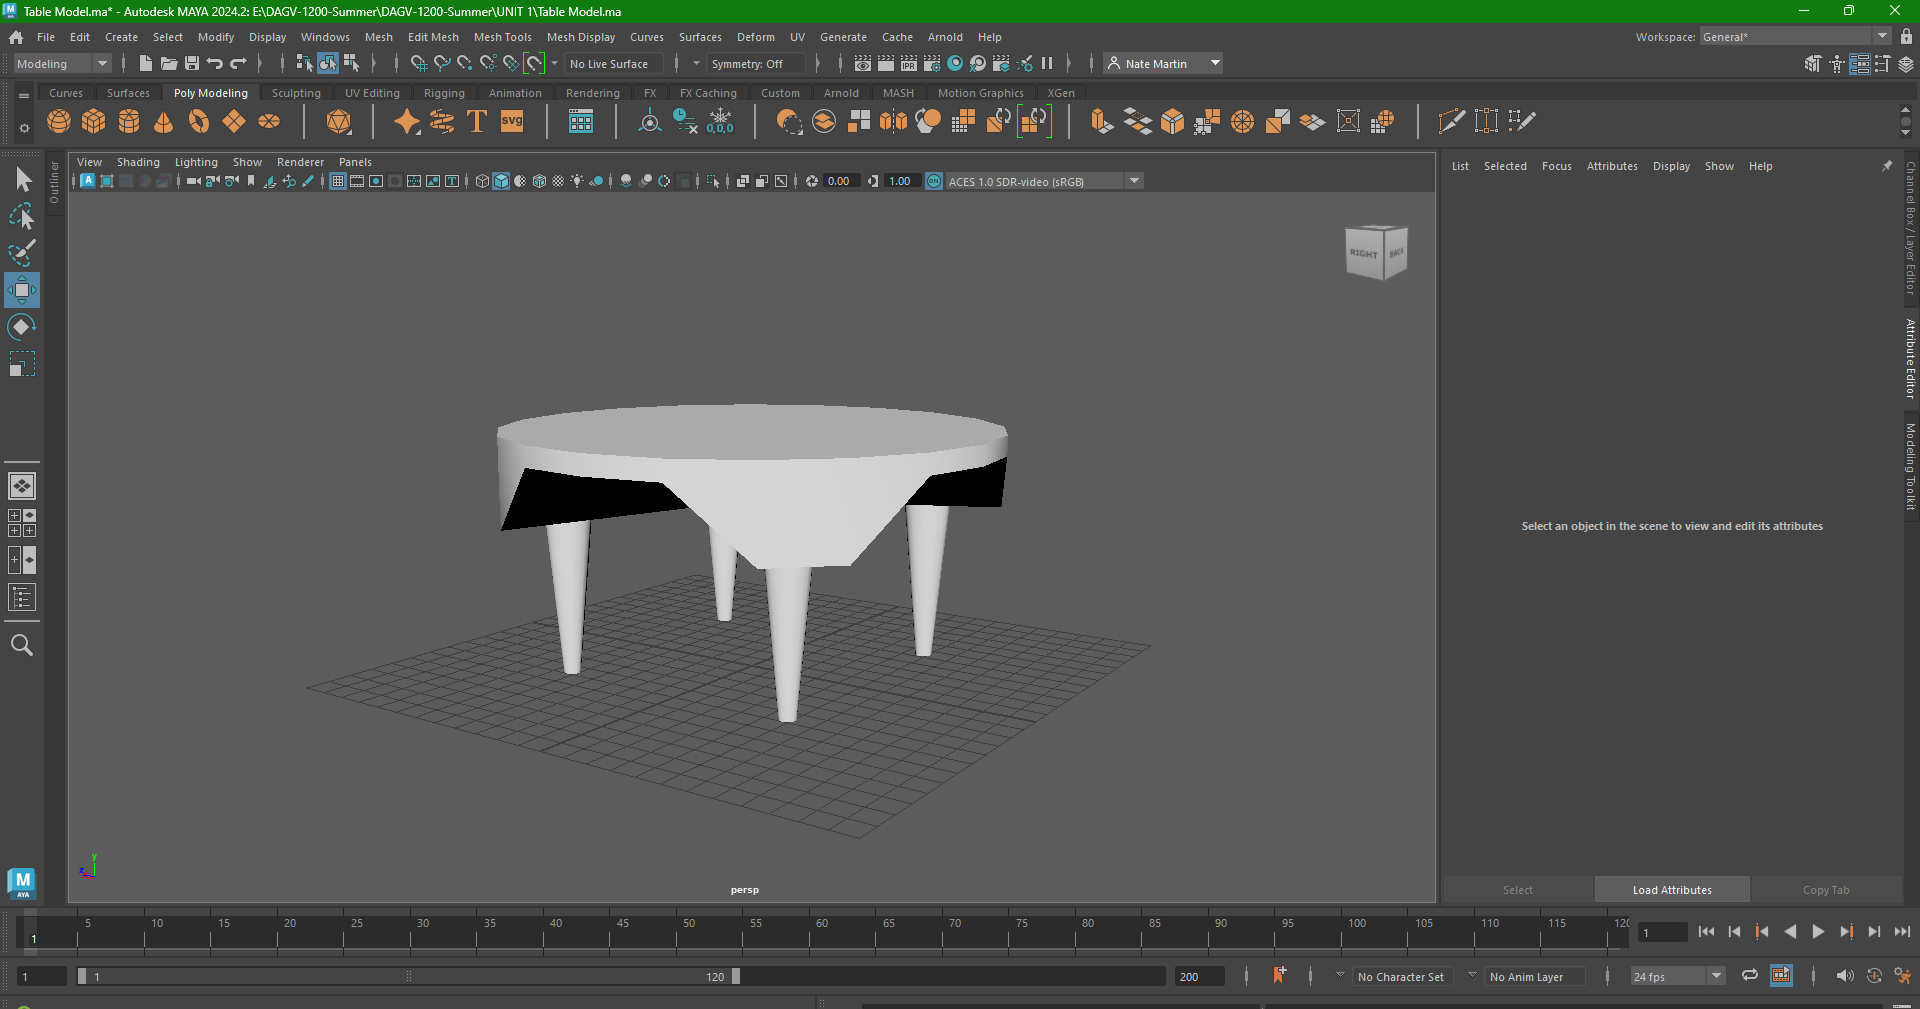 Table Model.ma* - Autodesk MAYA 2024.2: E:\DAGV-1200-Summer\DAGV-1200-Summer\UNIT 1\Table Model.ma
File Edit Create Select Modify Display Windows Mesh Edit Mesh Mesh Tools Mesh Display Curves Surfaces Deform UV Generate Cache Arnold Help
Workspace: General*
Modeling
No Live Surface
Symmetry: Off
IPR
Nate Martin
Curves Surfaces Poly Modeling Sculpting UV Editing Rigging Animation Rendering FX FX Caching Custom Arnold MASH Motion Graphics XGen
T
svg
0,0,0
Outliner
View Shading Lighting Show Renderer Panels
0.00
1.00
ON
ACES 1.0 SDR-video (sRGB)
List Selected Focus Attributes Display Show Help
Channel Box / Layer Editor
Attribute Editor
Modeling Toolkit
RIGHT
BACK
Select an object in the scene to view and edit its attributes
y
z
persp
M
AYA
Select
Load Attributes
Copy Tab
5 10 15 20 25 30 35 40 45 50 55 60 65 70 75 80 85 90 95 100 105 110 115 120
1
1
1
1
120
200
No Character Set
No Anim Layer
24 fps